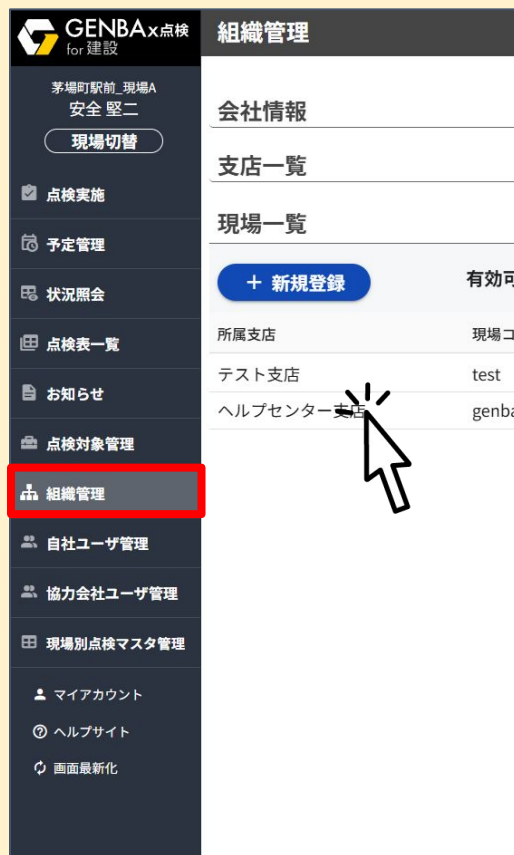 GENBAx点検
for 建設
茅場町駅前_現場A
安全 堅二
現場切替
点検実施
予定管理
状況照会
点検表一覧
お知らせ
点検対象管理
組織管理
自社ユーザ管理
協力会社ユーザ管理
現場別点検マスタ管理
マイアカウント
ヘルプサイト
画面最新化
組織管理
会社情報
支店一覧
現場一覧
+ 新規登録
有効可
所属支店
現場コ
テスト支店
test
ヘルプセンター支店
genba